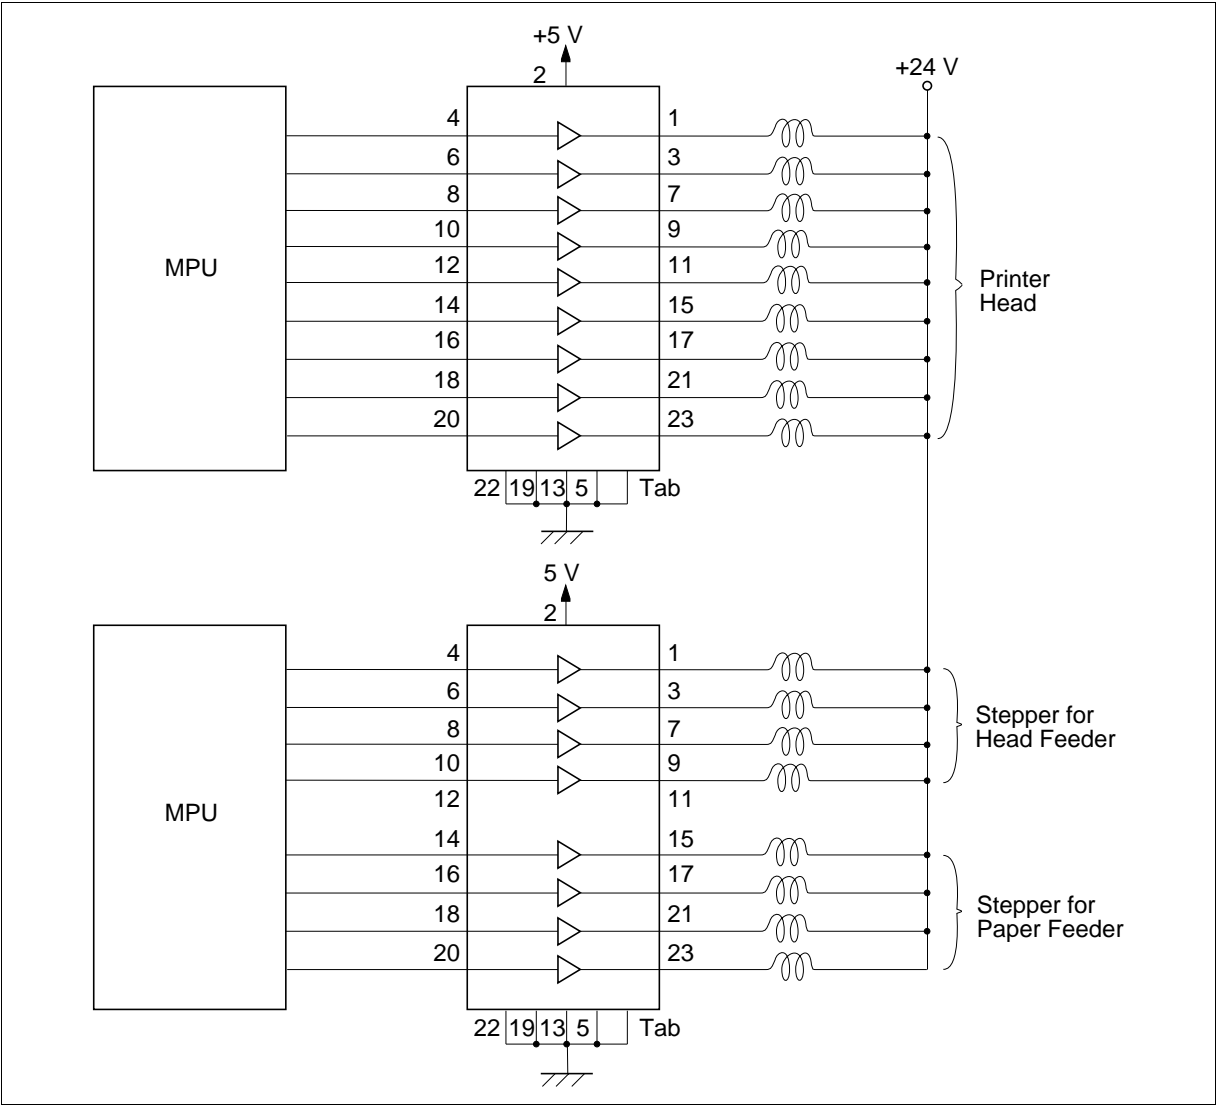 +5 V
2
+24 V
4 1
6 3
8 7
10 9
MPU
12 11
Printer
Head
14 15
16 17
18 21
20 23
22 19 13 5 Tab
5 V
2
4 1
6 3
Stepper for
Head Feeder
8 7
10 9
12 11
MPU
14 15
16 17
Stepper for
Paper Feeder
18 21
20 23
22 19 13 5 Tab